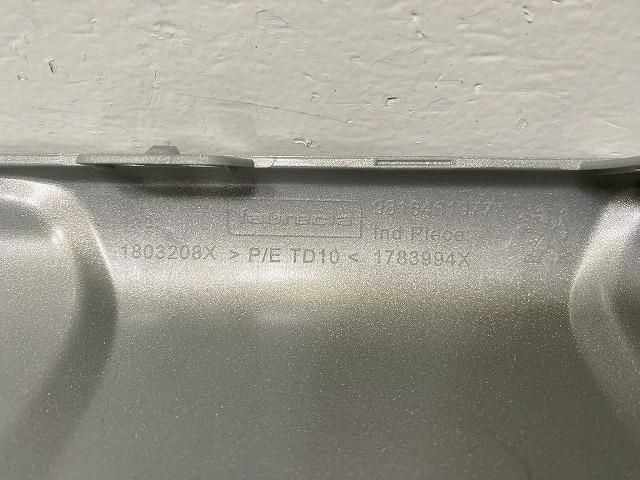 faurecia
Ind Piece
1803208X > P/E TD10 < 1783994X